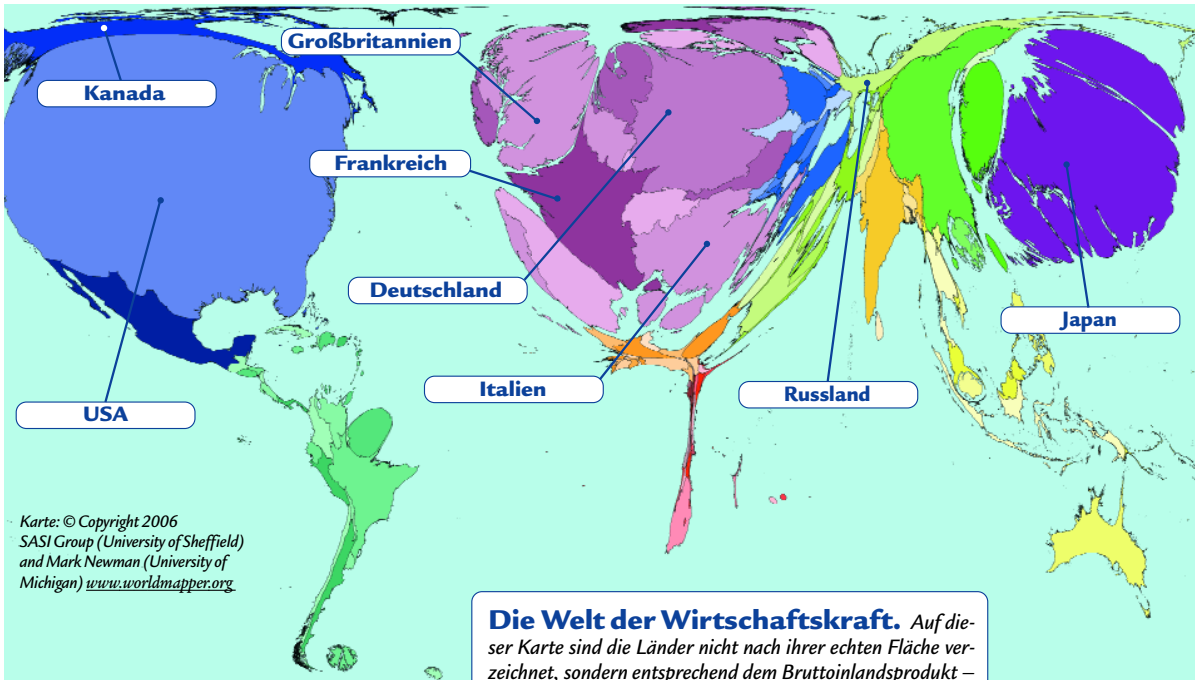 Großbritannien
Kanada
Frankreich
Deutschland
Japan
Italien
Russland
USA
Karte: © Copyright 2006
SASI Group (University of Sheffield)
and Mark Newman (University of
Michigan) www.worldmapper.org
Die Welt der Wirtschaftskraft. Auf die-
ser Karte sind die Länder nicht nach ihrer echten Fläche ver-
zeichnet, sondern entsprechend dem Bruttoinlandsprodukt –